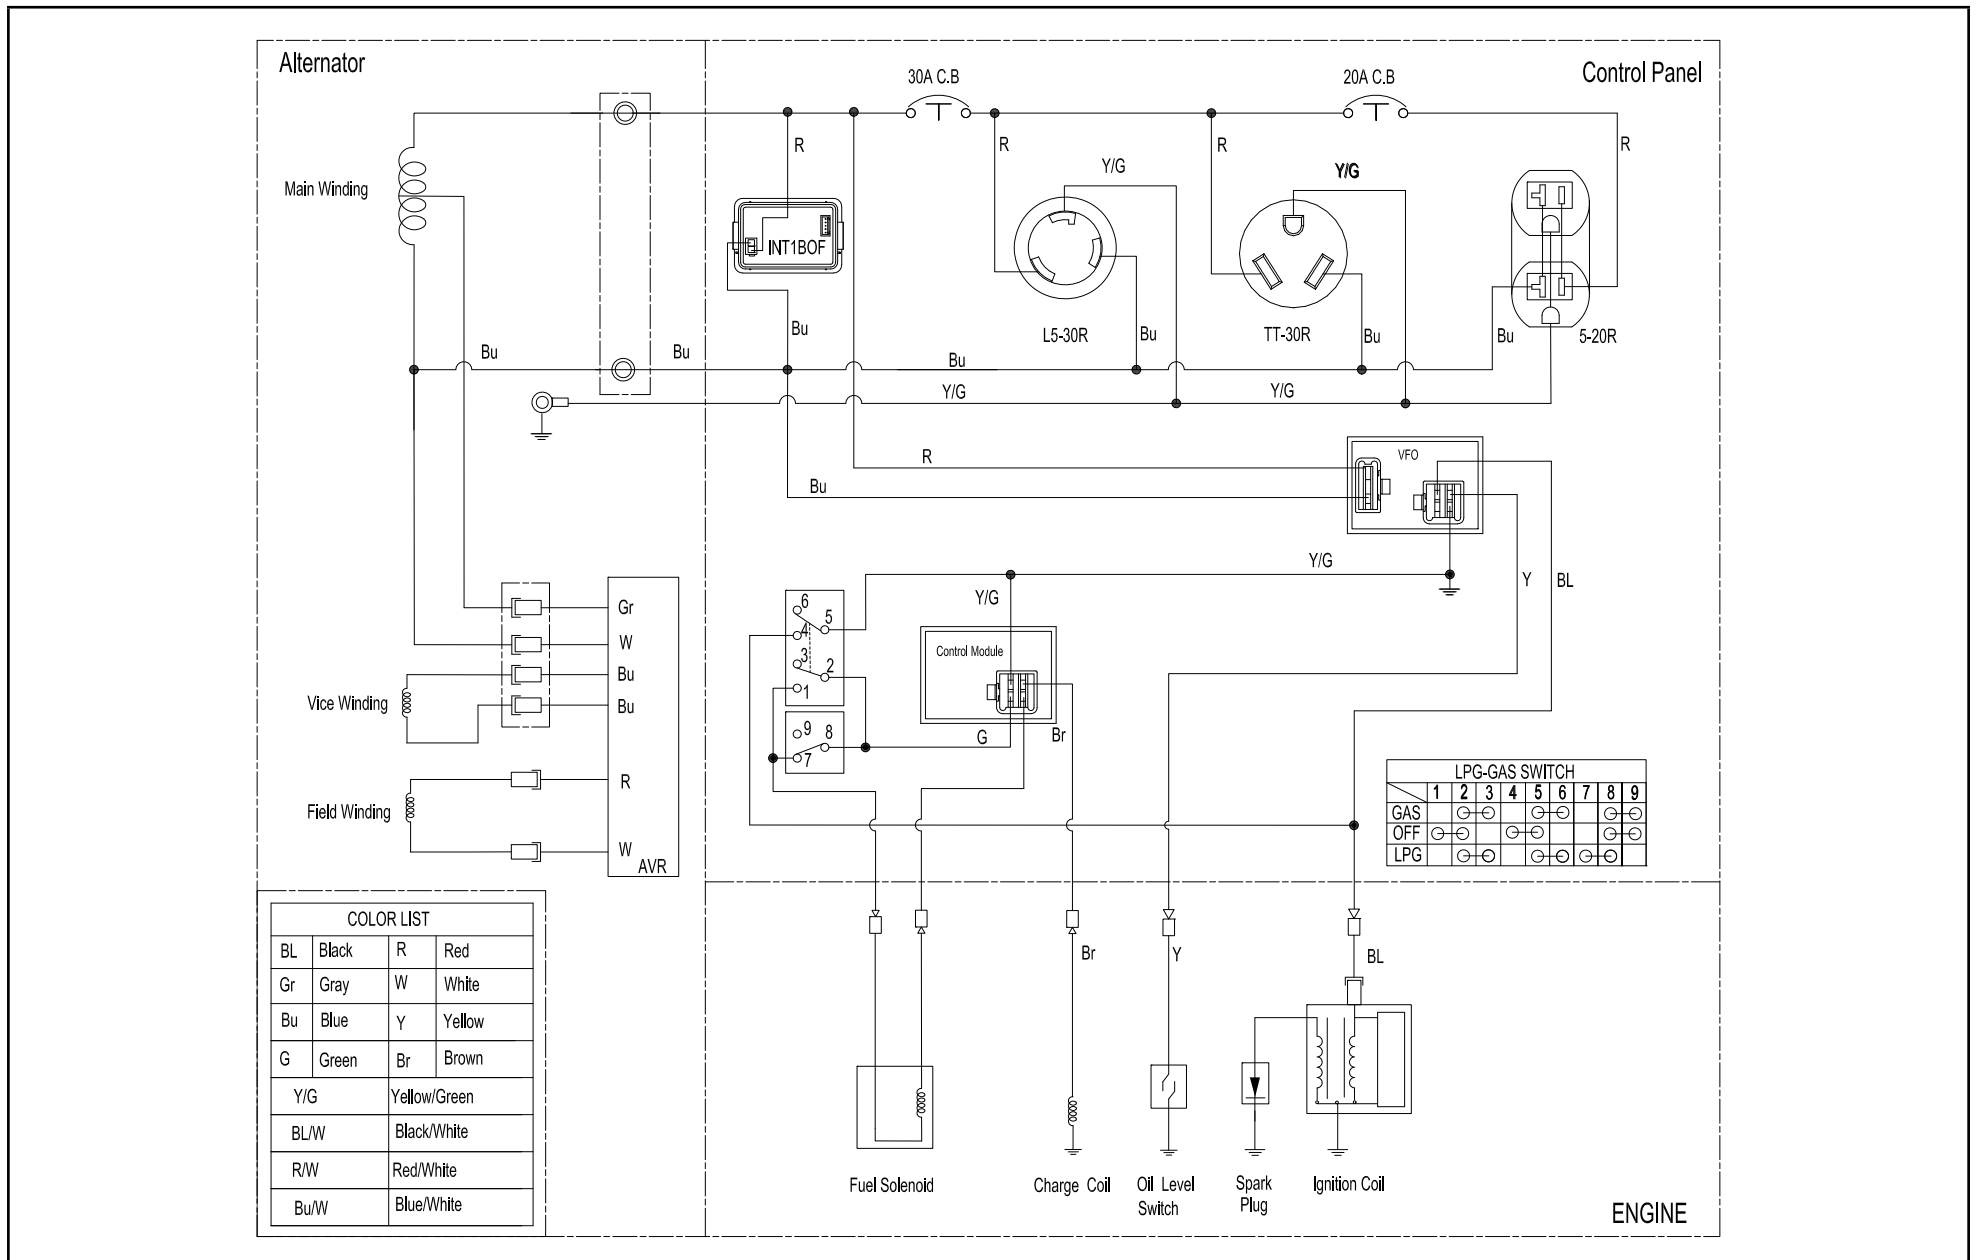 Alternator
Control Panel
30A C.B
20A C.B
R
R
R
R
Y/G
Y/G
Main Winding
INT1BOF
L5-30R
TT-30R
5-20R
Bu
Bu
Bu
Bu
Bu
Bu
Bu
Y/G
Y/G
VFO
R
Bu
Y/G
Y
BL
Y/G
Gr
W
Bu
Bu
Vice Winding
R
W
AVR
Field Winding
6
5
4
3
2
1
9
8
7
Control Module
G
Br
LPG-GAS SWITCH
1 2 3 4 5 6 7 8 9
GAS
OFF
LPG
COLOR LIST
BL Black R Red
Gr Gray W White
Bu Blue Y Yellow
G Green Br Brown
Y/G Yellow/Green
BL/W Black/White
R/W Red/White
Bu/W Blue/White
Br
Y
BL
Fuel Solenoid
Charge Coil
Oil Level
Switch
Spark
Plug
Ignition Coil
ENGINE